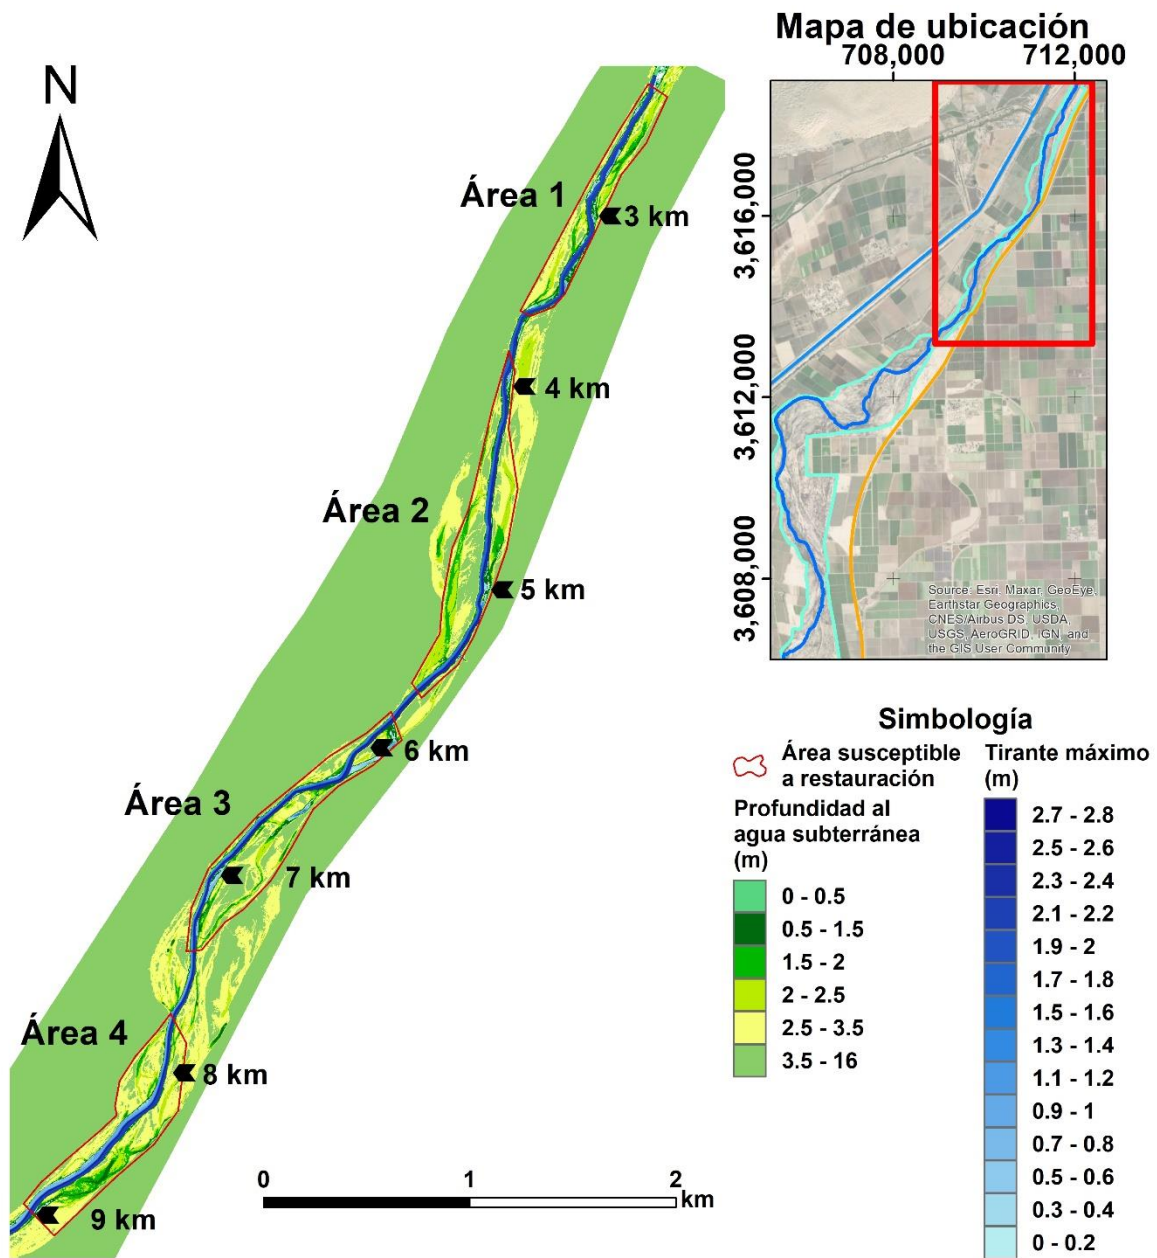 N
Área 1
3 km
4 km
Área 2
5 km
6 km
Área 3
7 km
Área 4
8 km
9 km
0 1 2
km
Mapa de ubicación
708,000 712,000
3,616,000
3,612,000
3,608,000
Source: Esri, Maxar, GeoEye,
Earthstar Geographics,
CNES/Airbus DS, USDA,
USGS, AeroGRID, IGN, and
the GIS User Community
Simbología
Área susceptible
a restauración
Profundidad al
agua subterránea
(m)
0 - 0.5
0.5 - 1.5
1.5 - 2
2 - 2.5
2.5 - 3.5
3.5 - 16
Tirante máximo
(m)
2.7 - 2.8
2.5 - 2.6
2.3 - 2.4
2.1 - 2.2
1.9 - 2
1.7 - 1.8
1.5 - 1.6
1.3 - 1.4
1.1 - 1.2
0.9 - 1
0.7 - 0.8
0.5 - 0.6
0.3 - 0.4
0 - 0.2